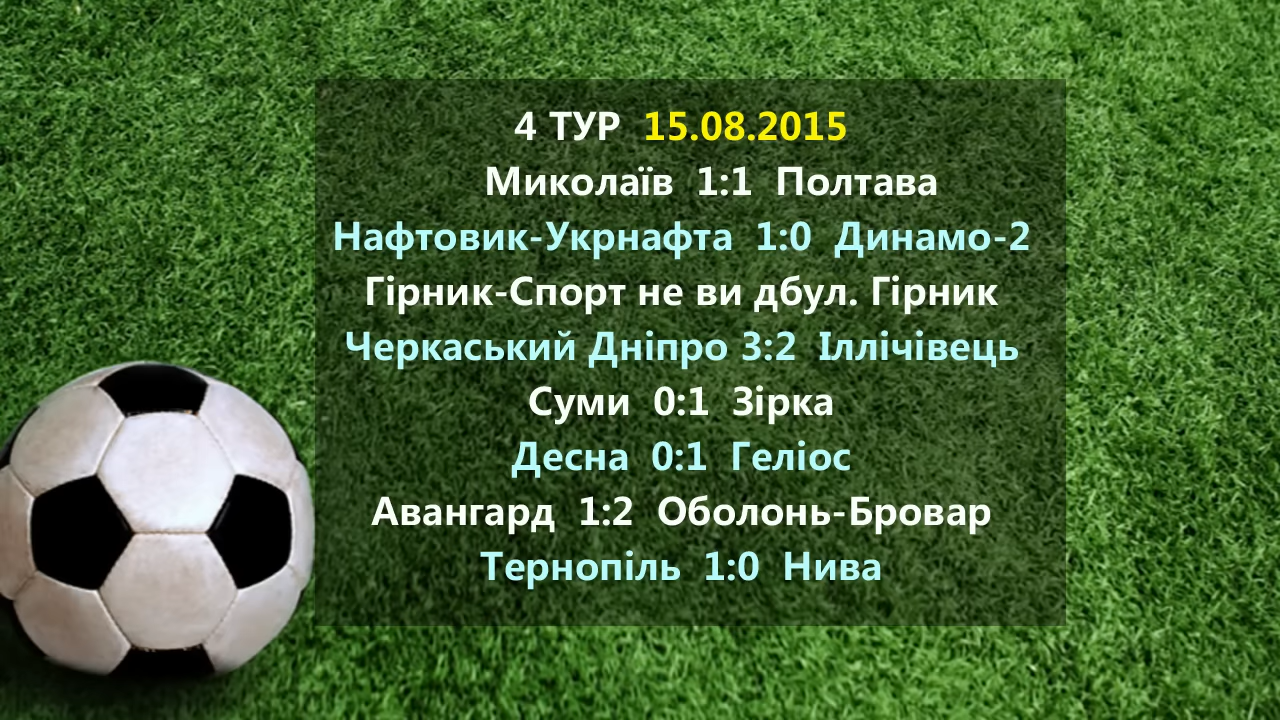 4 ТУР 15.08.2015
Миколаїв 1:1 Полтава
Нафтовик-Укрнафта 1:0 Динамо-2
Гірник-Спорт не ви дбул. Гірник
Черкаський Дніпро 3:2 Іллічівець
Суми 0:1 Зірка
Десна 0:1 Геліос
Авангард 1:2 Оболонь-Бровар
Тернопіль 1:0 Нива